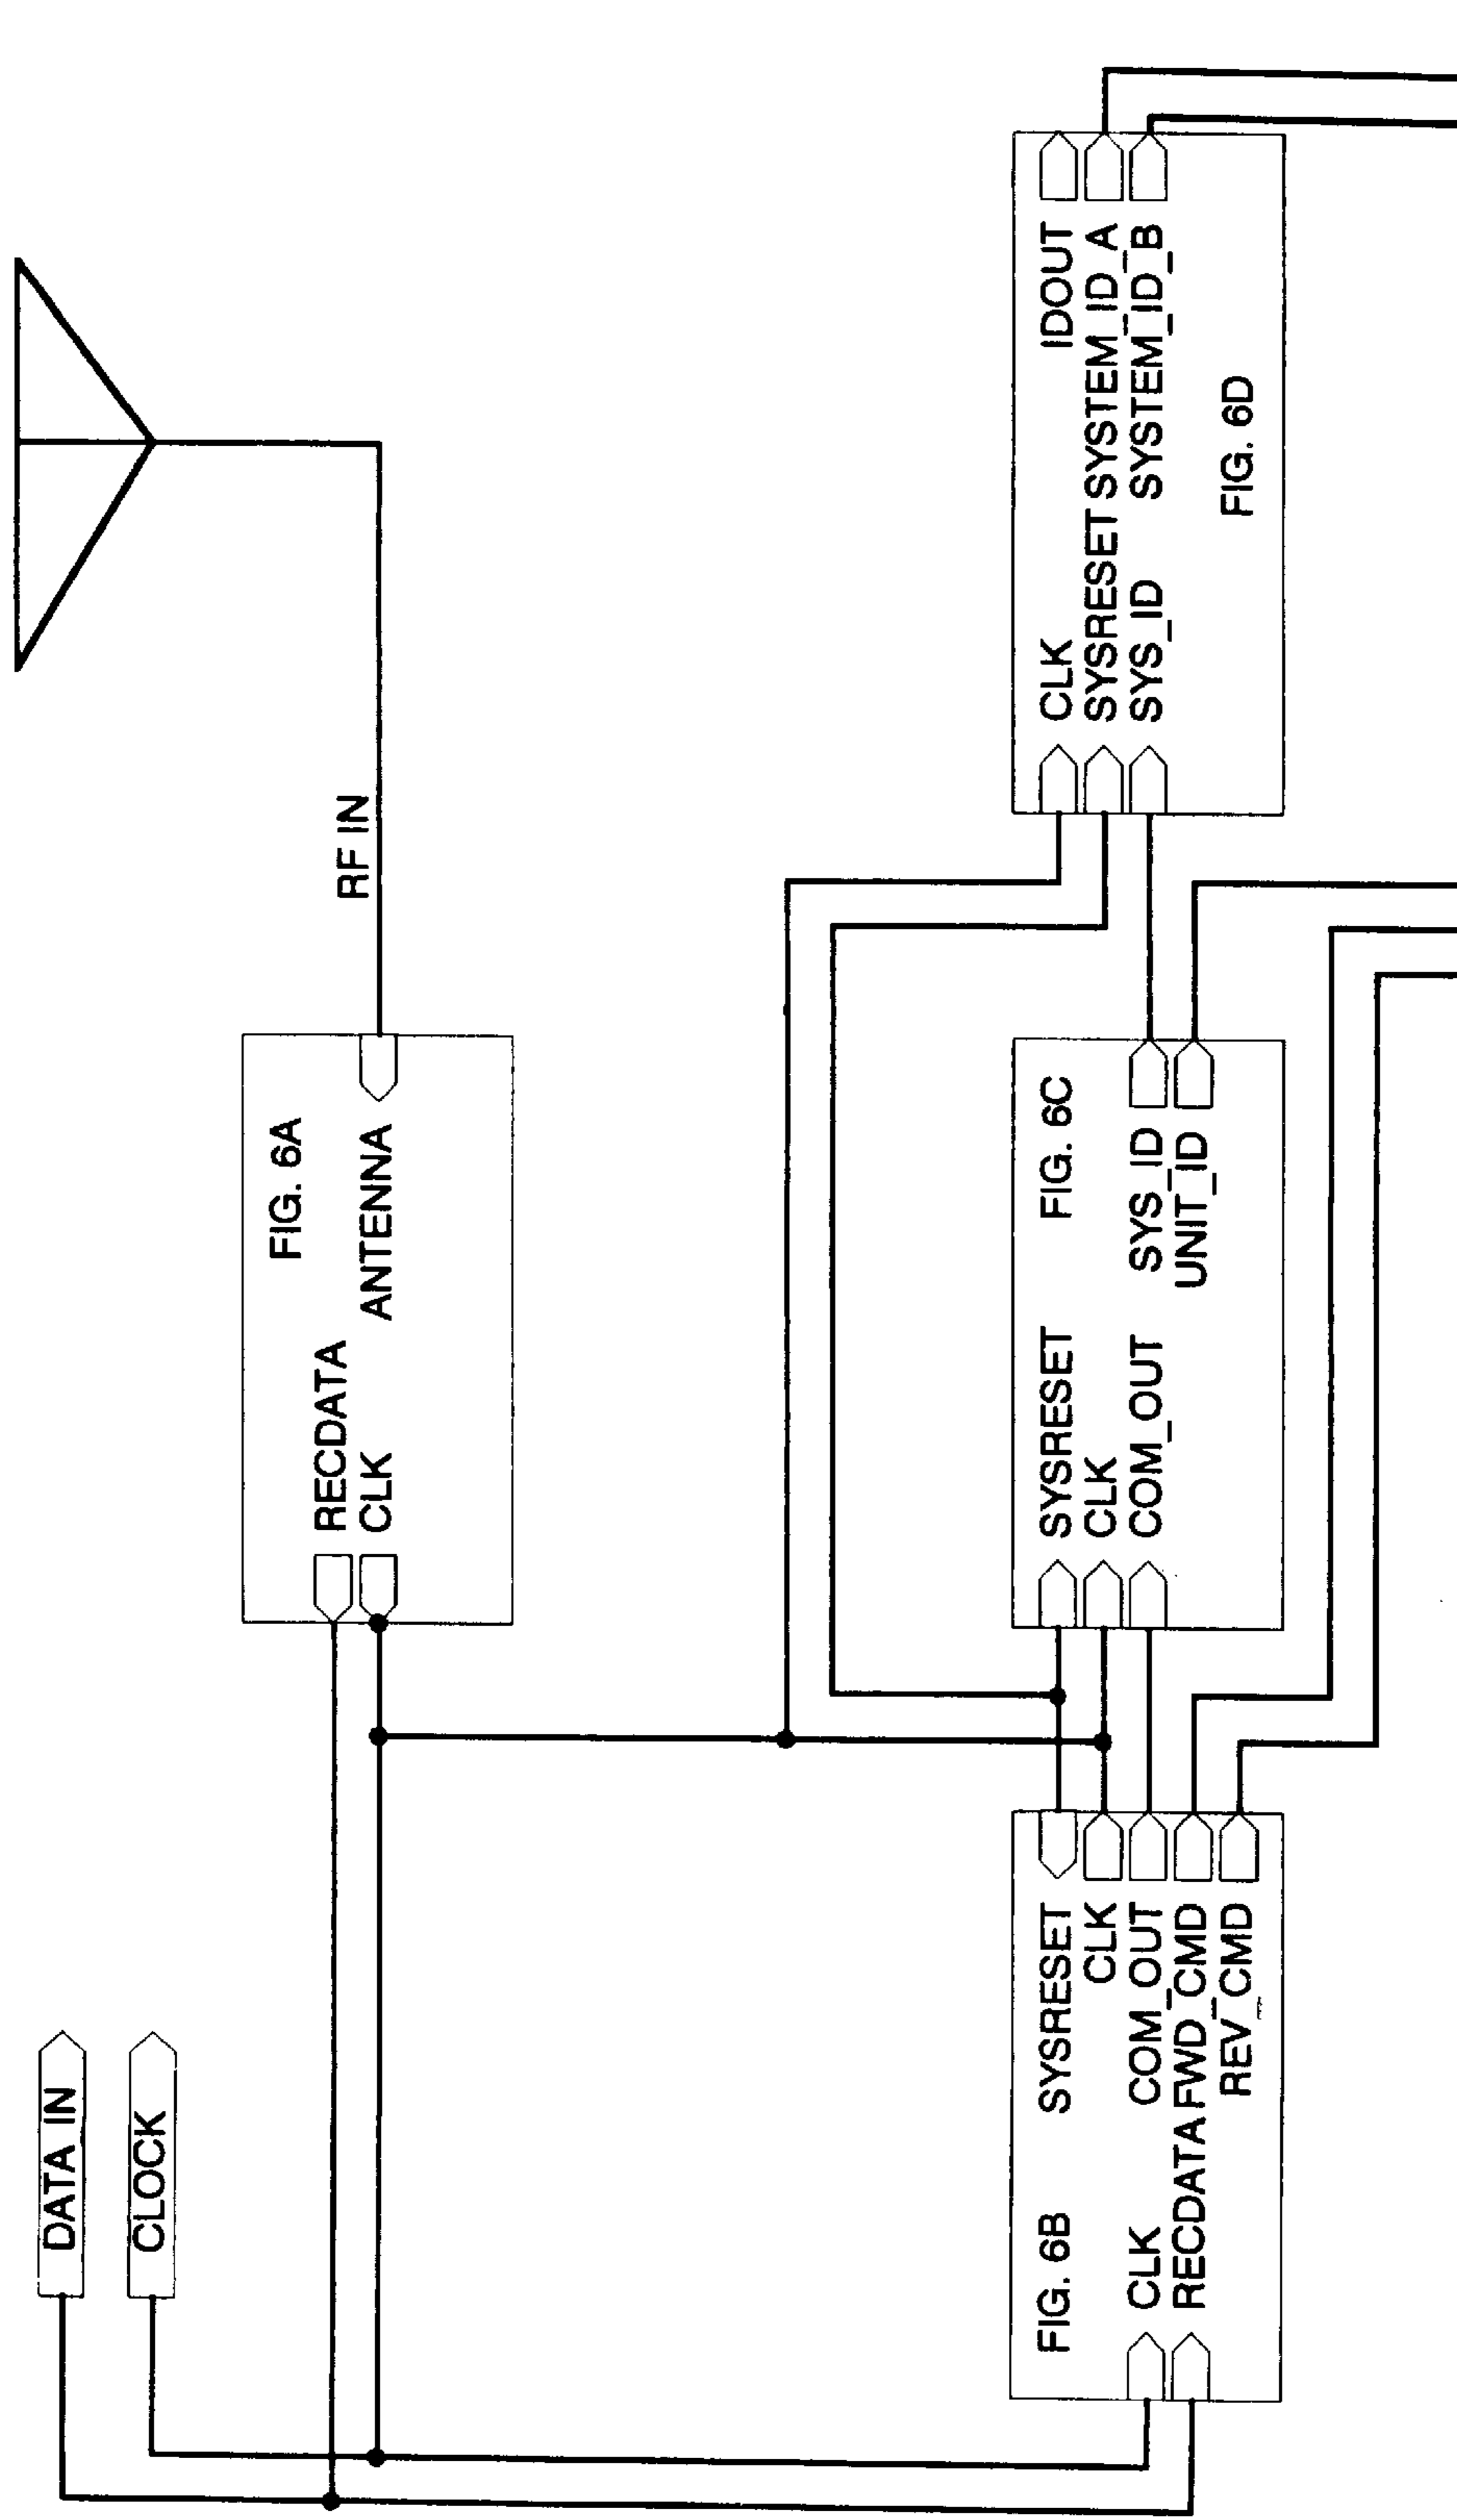 DATA IN
CLOCK
RF IN
FIG. 6A
RECDATA
CLK ANTENNA
FIG. 6B SYSRESET
CLK
CLK COM_OUT
RECDATA FWD_CMD
REV_CMD
SYSRESET FIG. 6C
CLK
COM_OUT SYS_ID
UNIT_ID
CLK IDOUT
SYSRESET SYSTEM_ID_A
SYS_ID SYSTEM_ID_B
FIG. 6D